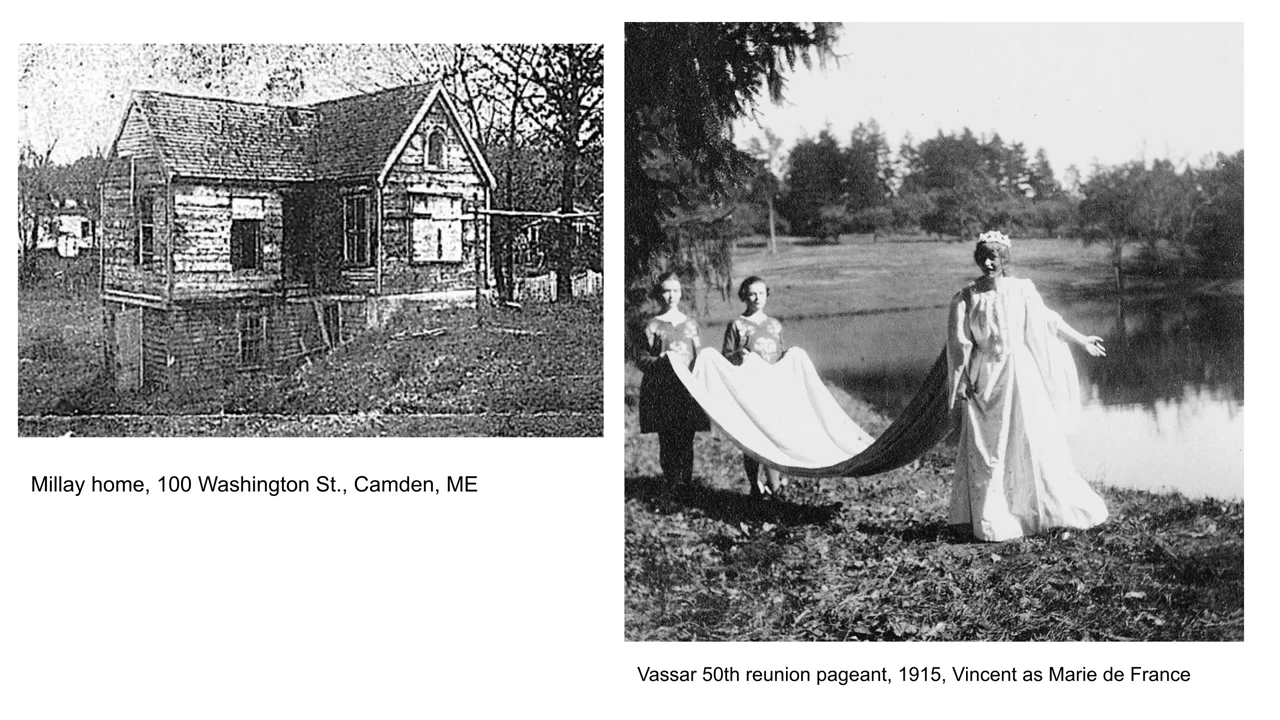 Millay home, 100 Washington St., Camden, ME
Vassar 50th reunion pageant, 1915, Vincent as Marie de France